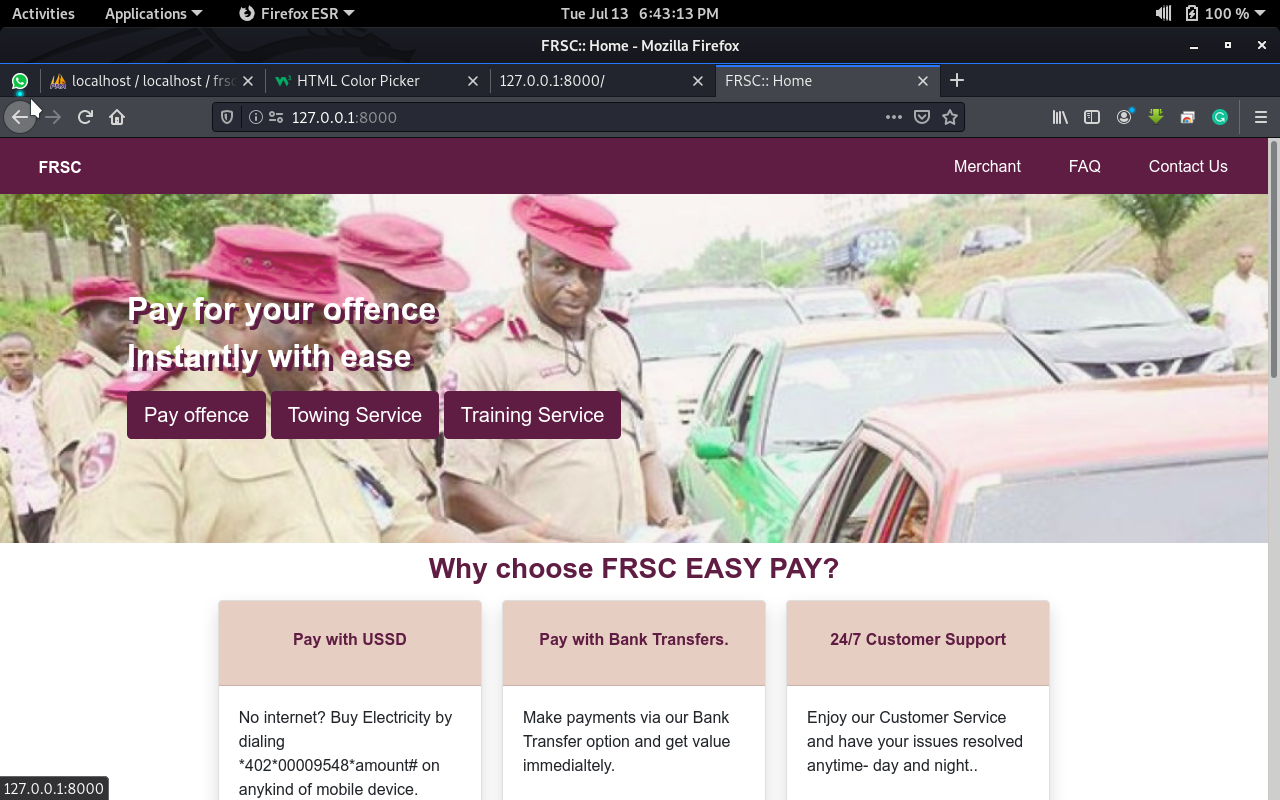 Activities Applications Firefox ESR Tue Jul 13 6:43:13 PM 100 %
FRSC:: Home - Mozilla Firefox
localhost / localhost / frsc HTML Color Picker 127.0.0.1:8000/ FRSC:: Home
127.0.0.1:8000
FRSC Merchant FAQ Contact Us
Pay for your offence
Instantly with ease
Pay offence Towing Service Training Service
Why choose FRSC EASY PAY?
Pay with USSD
No internet? Buy Electricity by
dialing
*402*00009548*amount# on
anykind of mobile device.
Pay with Bank Transfers.
Make payments via our Bank
Transfer option and get value
immedialtely.
24/7 Customer Support
Enjoy our Customer Service
and have your issues resolved
anytime- day and night..
127.0.0.1:8000